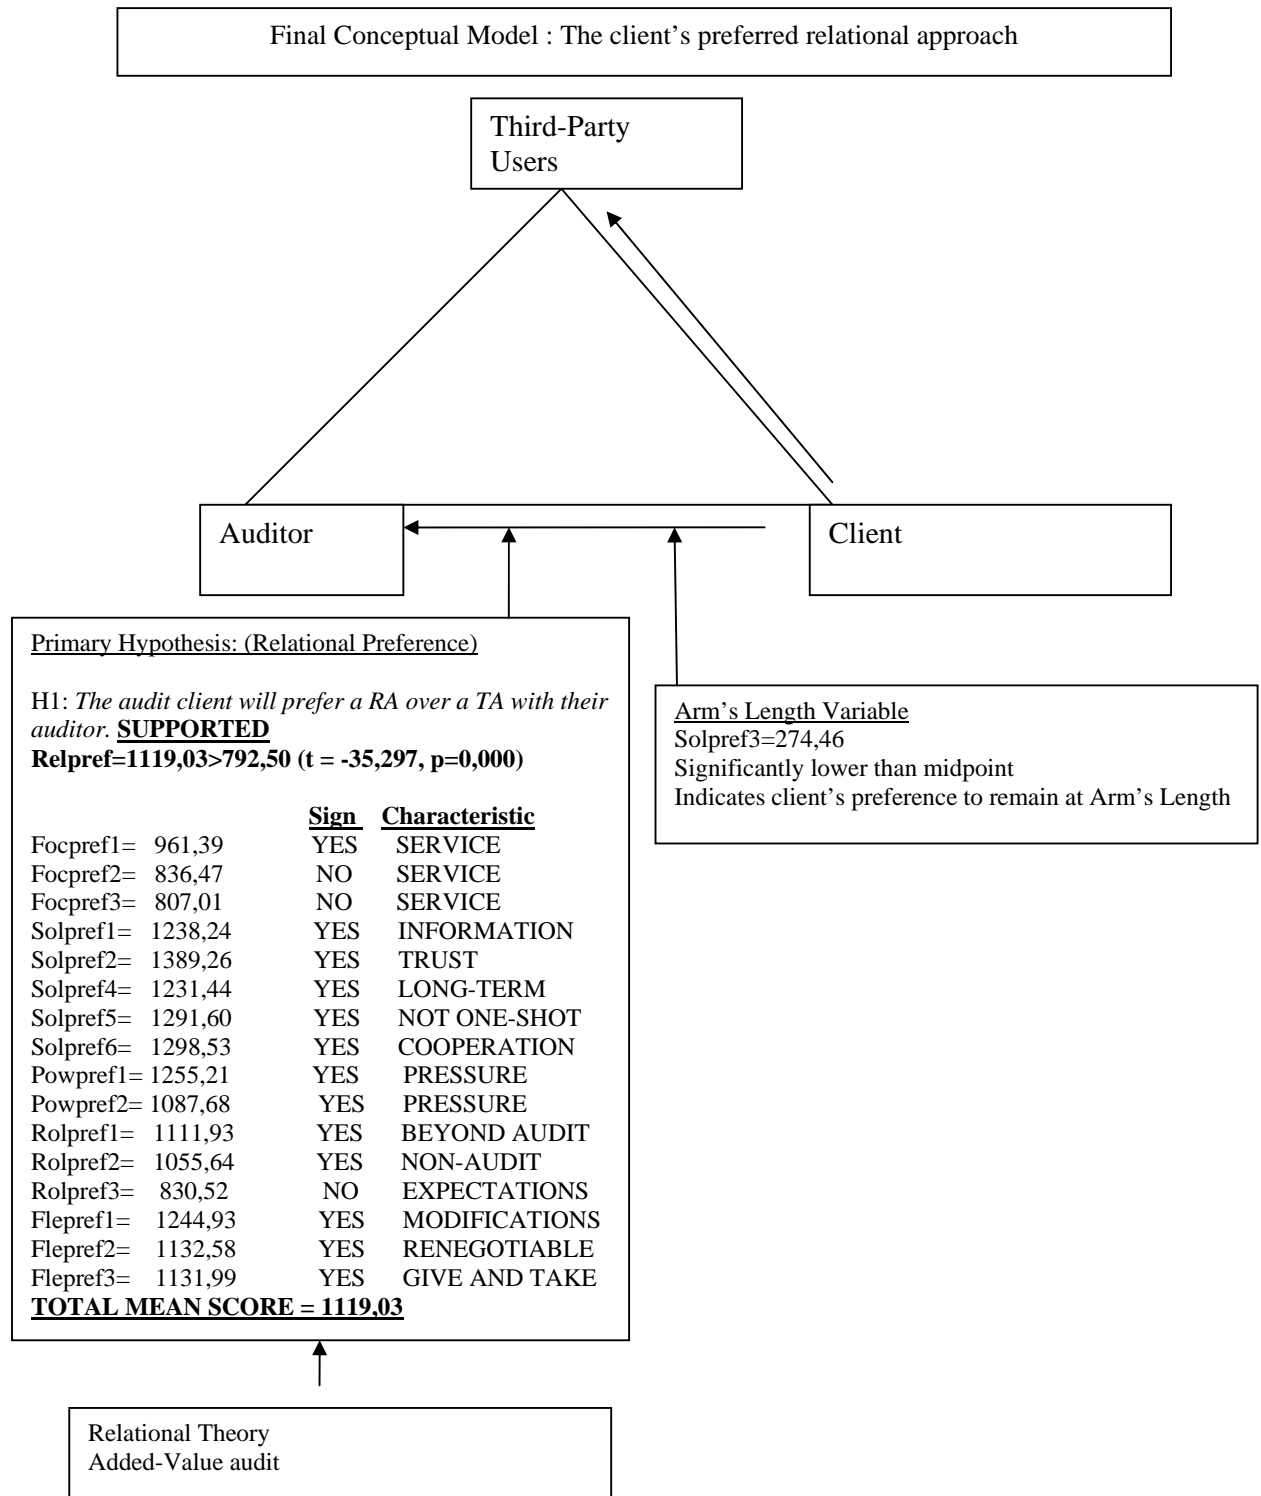 Final Conceptual Model : The client's preferred relational approach
Third-Party
Users
Auditor
Client
Primary Hypothesis: (Relational Preference)
H1: The audit client will prefer a RA over a TA with their
auditor. SUPPORTED
Relpref=1119,03>792,50 (t = -35,297, p=0,000)
Sign Characteristic
Focpref1= 961,39 YES SERVICE
Focpref2= 836,47 NO SERVICE
Focpref3= 807,01 NO SERVICE
Solpref1= 1238,24 YES INFORMATION
Solpref2= 1389,26 YES TRUST
Solpref4= 1231,44 YES LONG-TERM
Solpref5= 1291,60 YES NOT ONE-SHOT
Solpref6= 1298,53 YES COOPERATION
Powpref1= 1255,21 YES PRESSURE
Powpref2= 1087,68 YES PRESSURE
Rolpref1= 1111,93 YES BEYOND AUDIT
Rolpref2= 1055,64 YES NON-AUDIT
Rolpref3= 830,52 NO EXPECTATIONS
Flepref1= 1244,93 YES MODIFICATIONS
Flepref2= 1132,58 YES RENEGOTIABLE
Flepref3= 1131,99 YES GIVE AND TAKE
TOTAL MEAN SCORE = 1119,03
Arm's Length Variable
Solpref3=274,46
Significantly lower than midpoint
Indicates client's preference to remain at Arm's Length
Relational Theory
Added-Value audit